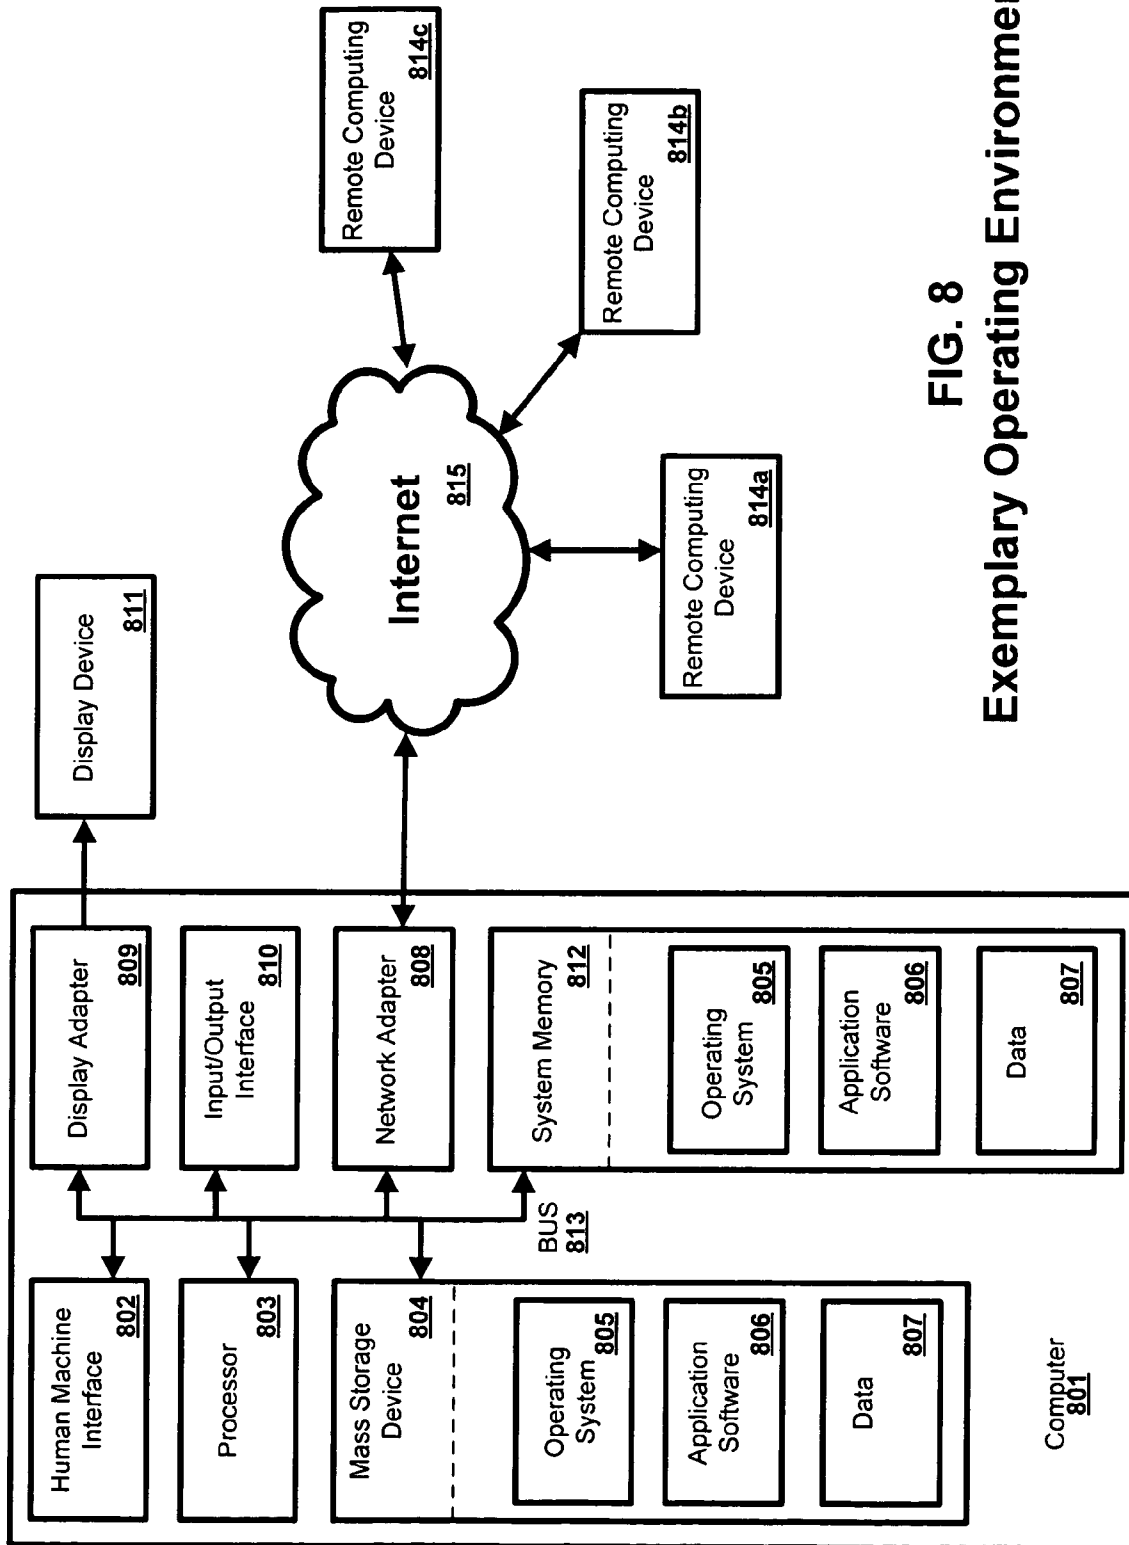 Human Machine
Interface
802
Processor
803
Mass Storage
Device
804
Operating
System
805
Application
Software
806
Data
807
Computer
801
BUS
813
Display Adapter
809
Input/Output
Interface
810
Network Adapter
808
System Memory
812
Operating
System
805
Application
Software
806
Data
807
Display Device
811
Internet
815
Remote Computing
Device
814a
Remote Computing
Device
814b
Remote Computing
Device
814c
FIG. 8
Exemplary Operating